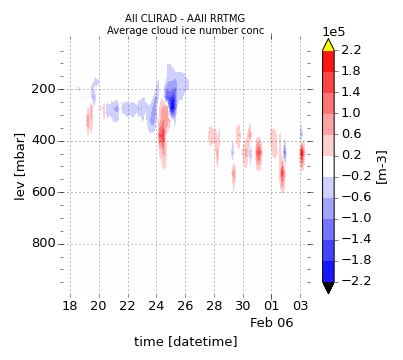 All CLIRAD - AAll RRTMG
Average cloud ice number conc
1e5
2.2
1.8
1.4
1.0
0.6
0.2
−0.2
−0.6
−1.0
−1.4
−1.8
−2.2
[m-3]
lev [mbar]
200
400
600
800
18 20 22 24 26 28 30 01 03
Feb 06
time [datetime]